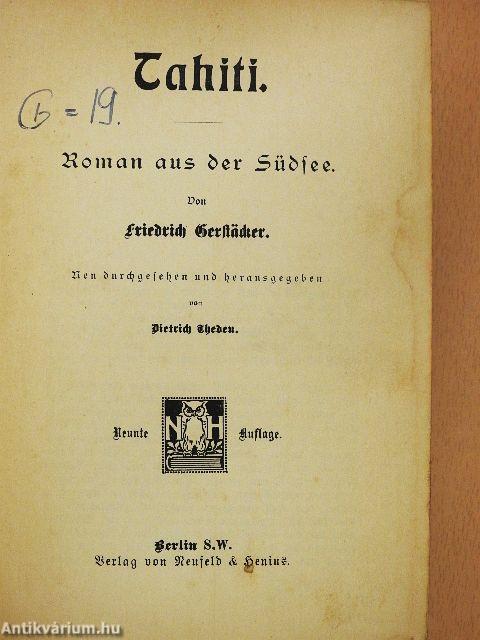 Tahiti.
b = 19.
Roman aus der Südsee.
Von
Friedrich Gerstäcker.
Neu durchgesehen und herausgegeben
von
Dietrich Theden.
Neunte N H Auflage.
Berlin S.W.
Verlag von Neufeld & Henius.
Antikvárium.hu